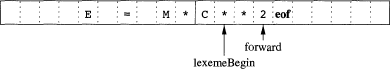 E = M * C * * 2 eof
forward
lexemeBegin